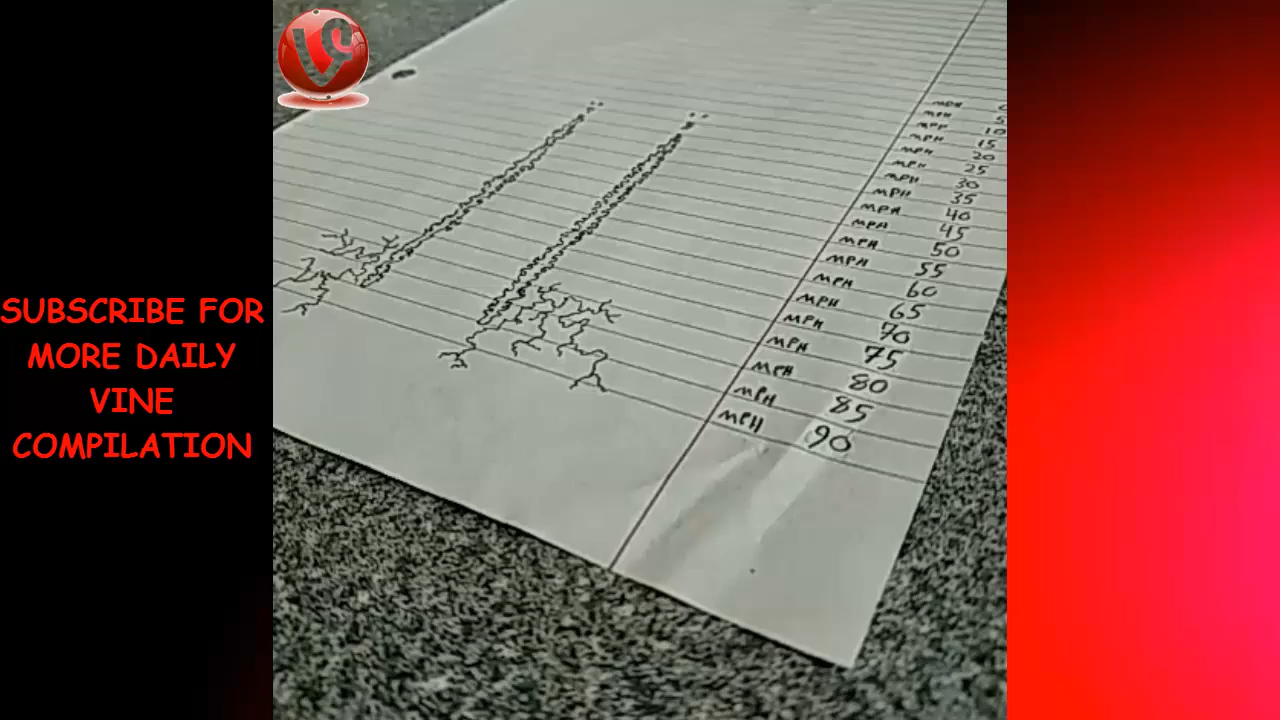 SUBSCRIBE FOR
MORE DAILY
VINE
COMPILATION
MPH
MPH 5
MPH 10
MPH 15
MPH 20
MPH 25
MPH 30
MPH 35
MPH 40
MPH 45
MPH 50
MPH 55
MPH 60
MPH 65
MPH 70
MPH 75
MPH 80
MPH 85
MPH 90